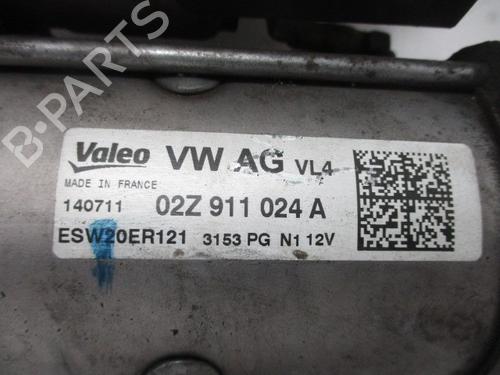 B-PARTS
Valeo VW AG VL4
MADE IN FRANCE
140711 02Z 911 024 A
ESW20ER121 3153 PG N1 12V